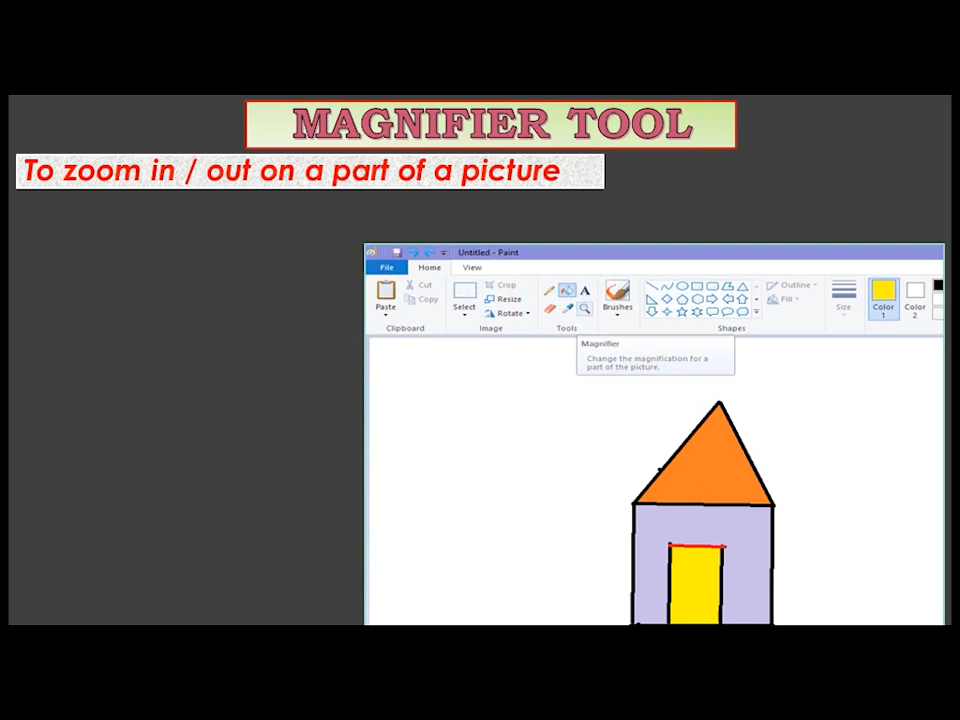 MAGNIFIER TOOL
To zoom in / out on a part of a picture
Untitled - Paint
File Home View
Paste Cut Copy
Select Crop Resize Rotate
A
Brushes
Size
Outline Fill
Color 1 Color 2
Clipboard Image Tools Shapes
Magnifier
Change the magnification for a
part of the picture.